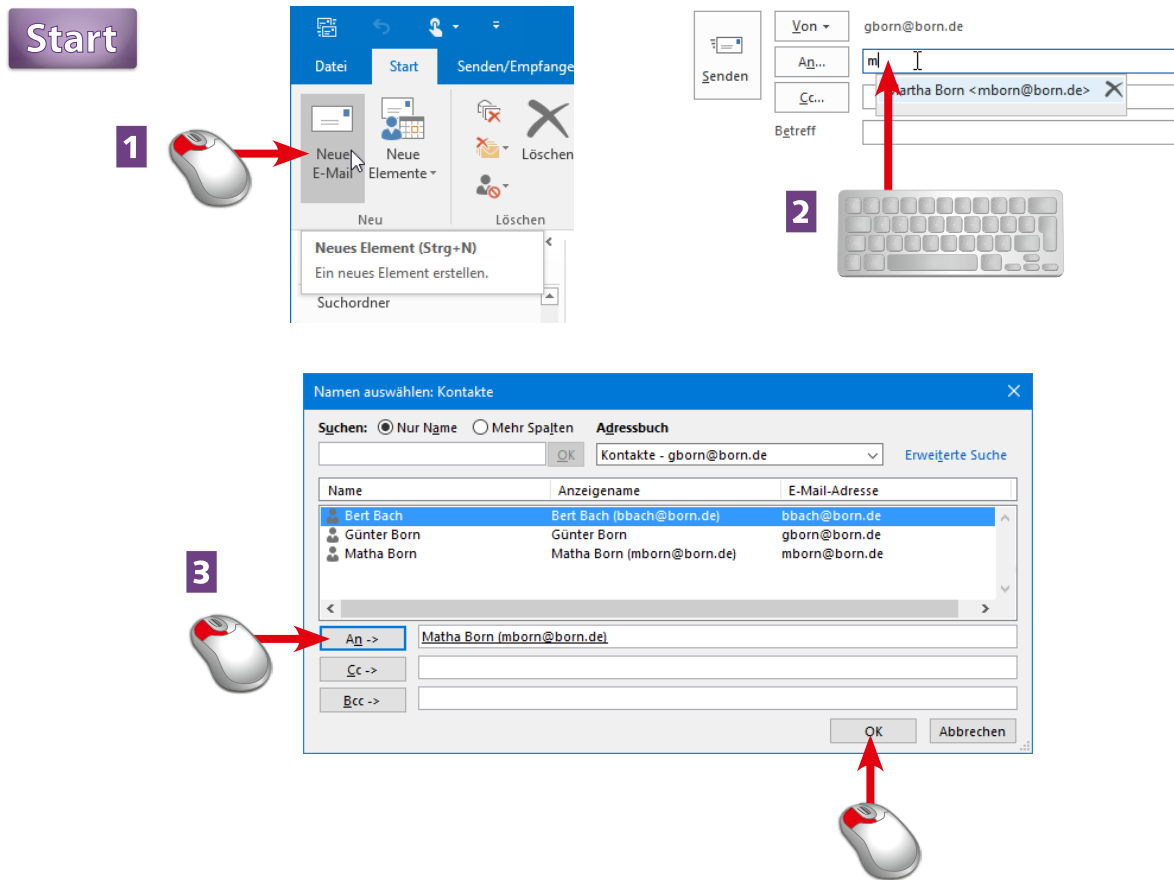 Start
1
Datei Start Senden/Empfange
Neue E-Mail
Neue Elemente
Löschen
Neu Löschen
Neues Element (Strg+N)
Ein neues Element erstellen.
Suchordner
Senden
Von gborn@born.de
An... m
Martha Born <mborn@born.de>
Cc...
Betreff
2
Namen auswählen: Kontakte
Suchen: Nur Name Mehr Spalten Adressbuch
OK Kontakte - gborn@born.de Erweiterte Suche
Name Anzeigename E-Mail-Adresse
Bert Bach Bert Bach (bbach@born.de) bbach@born.de
Günter Born Günter Born gborn@born.de
Matha Born Matha Born (mborn@born.de) mborn@born.de
3
An -> Matha Born (mborn@born.de)
Cc ->
Bcc ->
OK Abbrechen